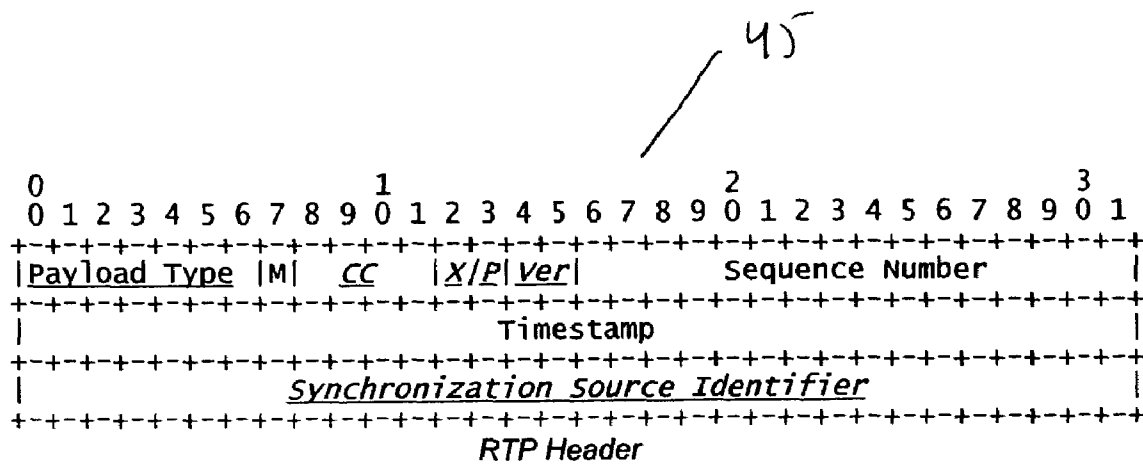 45
0 1 2 3
0 1 2 3 4 5 6 7 8 9 0 1 2 3 4 5 6 7 8 9 0 1 2 3 4 5 6 7 8 9 0 1
+-+-+-+-+-+-+-+-+-+-+-+-+-+-+-+-+-+-+-+-+-+-+-+-+-+-+-+-+-+-+-+-+
|Payload Type |M| CC |X/P|Ver| Sequence Number |
+-+-+-+-+-+-+-+-+-+-+-+-+-+-+-+-+-+-+-+-+-+-+-+-+-+-+-+-+-+-+-+-+
| Timestamp |
+-+-+-+-+-+-+-+-+-+-+-+-+-+-+-+-+-+-+-+-+-+-+-+-+-+-+-+-+-+-+-+-+
| Synchronization Source Identifier |
+-+-+-+-+-+-+-+-+-+-+-+-+-+-+-+-+-+-+-+-+-+-+-+-+-+-+-+-+-+-+-+-+
RTP Header